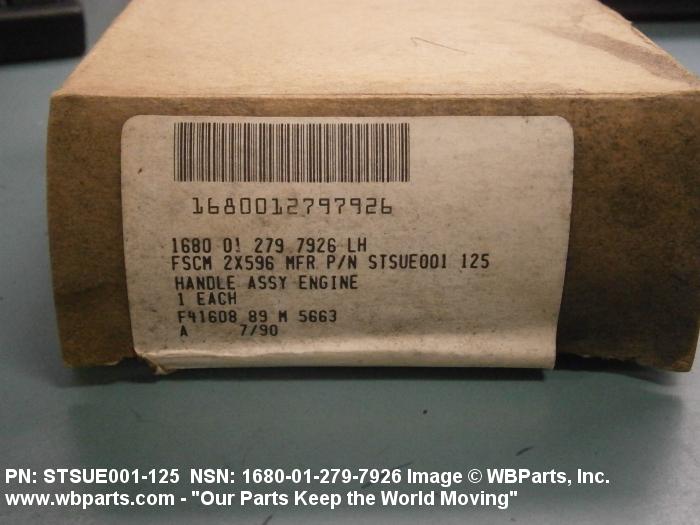 1680012797926
1680 01 279 7926 LH
FSCM 2X596 MFR P/N STSUE001 125
HANDLE ASSY ENGINE
1 EACH
F41608 89 M 5663
A 7/90
PN: STSUE001-125 NSN: 1680-01-279-7926 Image © WBParts, Inc.
www.wbparts.com - "Our Parts Keep the World Moving"